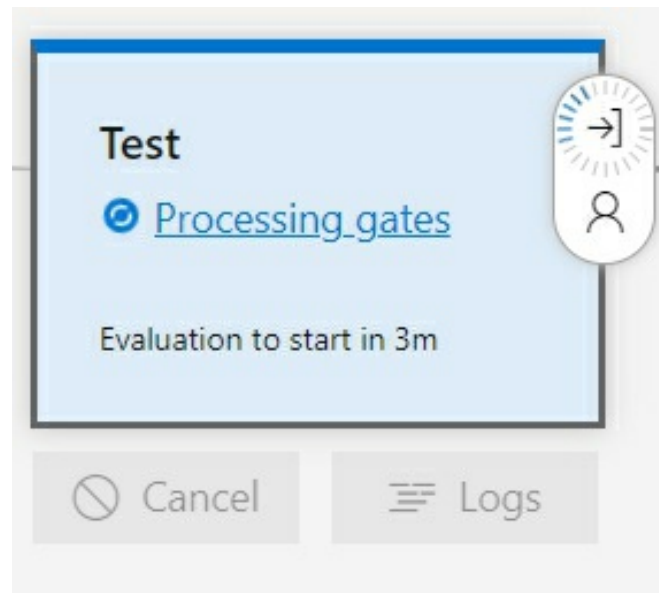 Test
Processing gates
Evaluation to start in 3m
Cancel
Logs